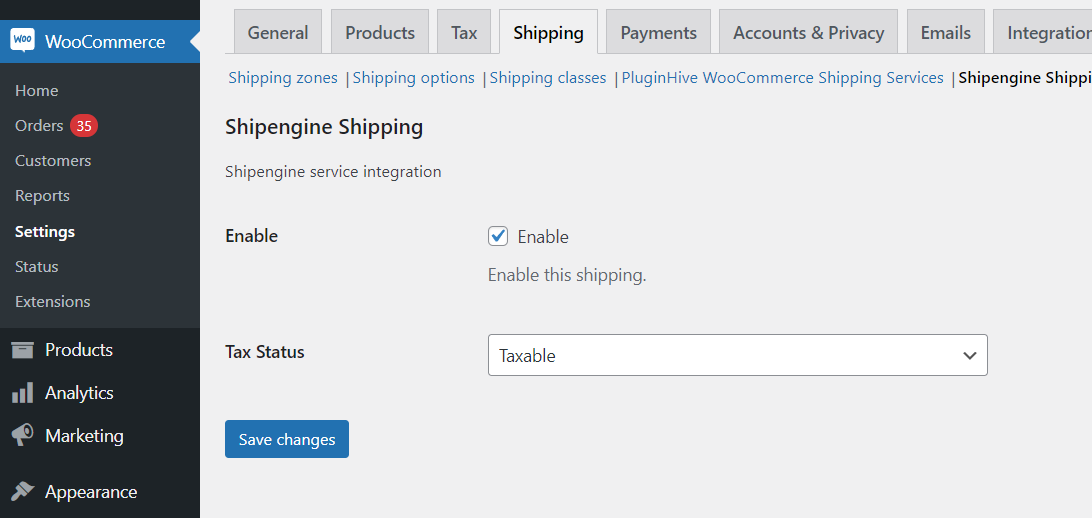 General Products Tax Shipping Payments Accounts & Privacy Emails Integration
WOO WooCommerce
Shipping zones | Shipping options | Shipping classes | PluginHive WooCommerce Shipping Services | Shipengine Shippi
Home
Orders 35
Customers
Reports
Settings
Status
Extensions
Products
Analytics
Marketing
Appearance
Shipengine Shipping
Shipengine service integration
Enable
Enable
Enable this shipping.
Tax Status
Taxable
Save changes